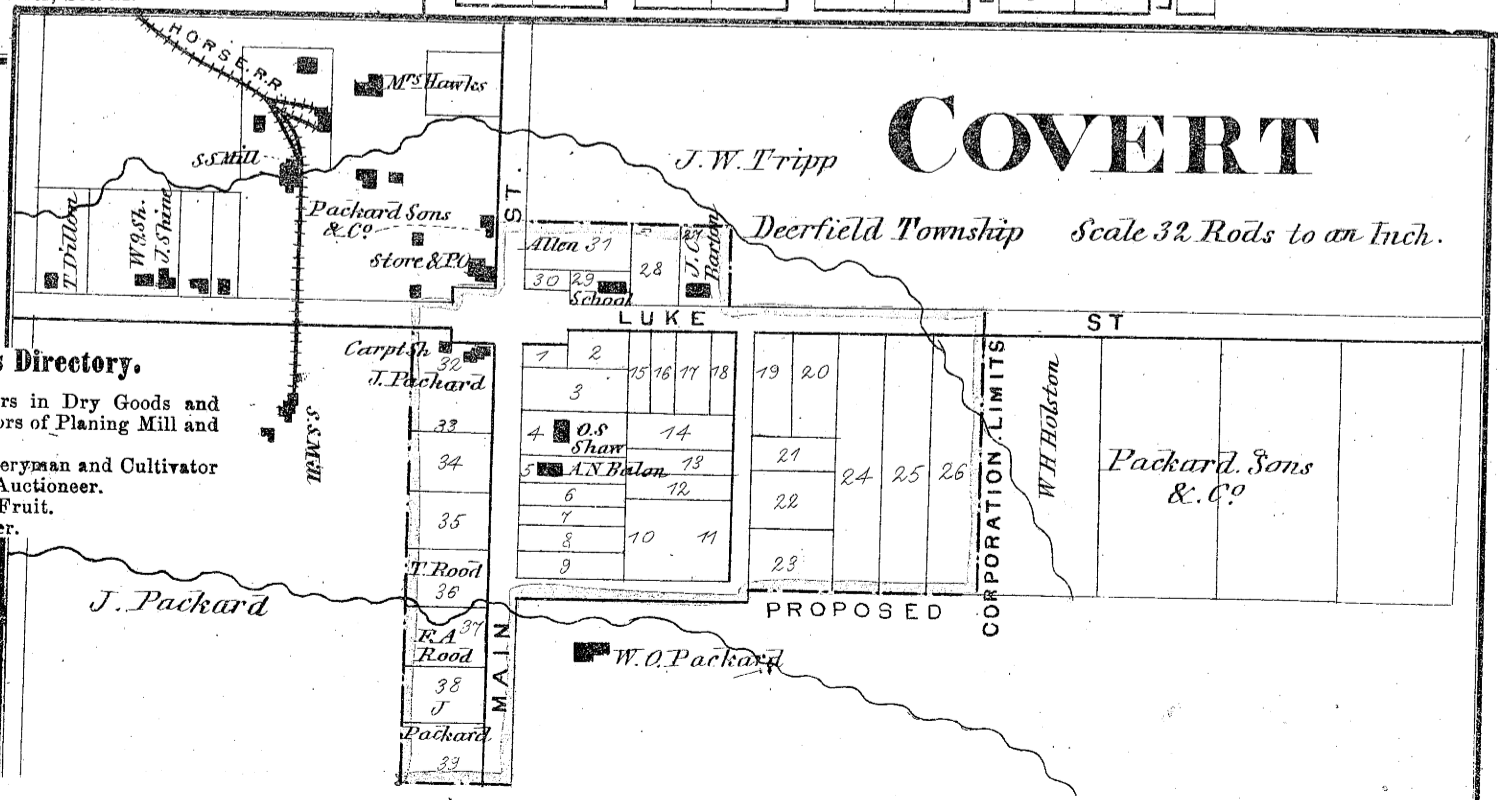 HORSE. R.R.
Mrs Hawks
COVERT
J. W. Tripp
Deerfield Township Scale 32 Rods to an Inch.
S.S. Mill
T. Dillon
W. J. Shine
Packard Sons
& Co
Store & P.O.
ST.
Allen 31
30
29
School
28
27
J. C. Barton
LUKE ST
s Directory.
rs in Dry Goods and
ors of Planing Mill and
eryman and Cultivator
Auctioneer.
Fruit.
er.
S.S. Mill
Carpt Sh
32
J. Packard
33
34
35
T. Rood
36
F. A 37
Rood
38
J
Packard
39
MAIN
1
2
3
4
O.S
Shaw
5
6
7
8
9
10
11
12
13
14
15
16
17
18
19
20
21
22
23
24
25
26
PROPOSED
CORPORATION. LIMITS
W H Holston
Packard. Sons
&. Co
J. Packard
W. O. Packard